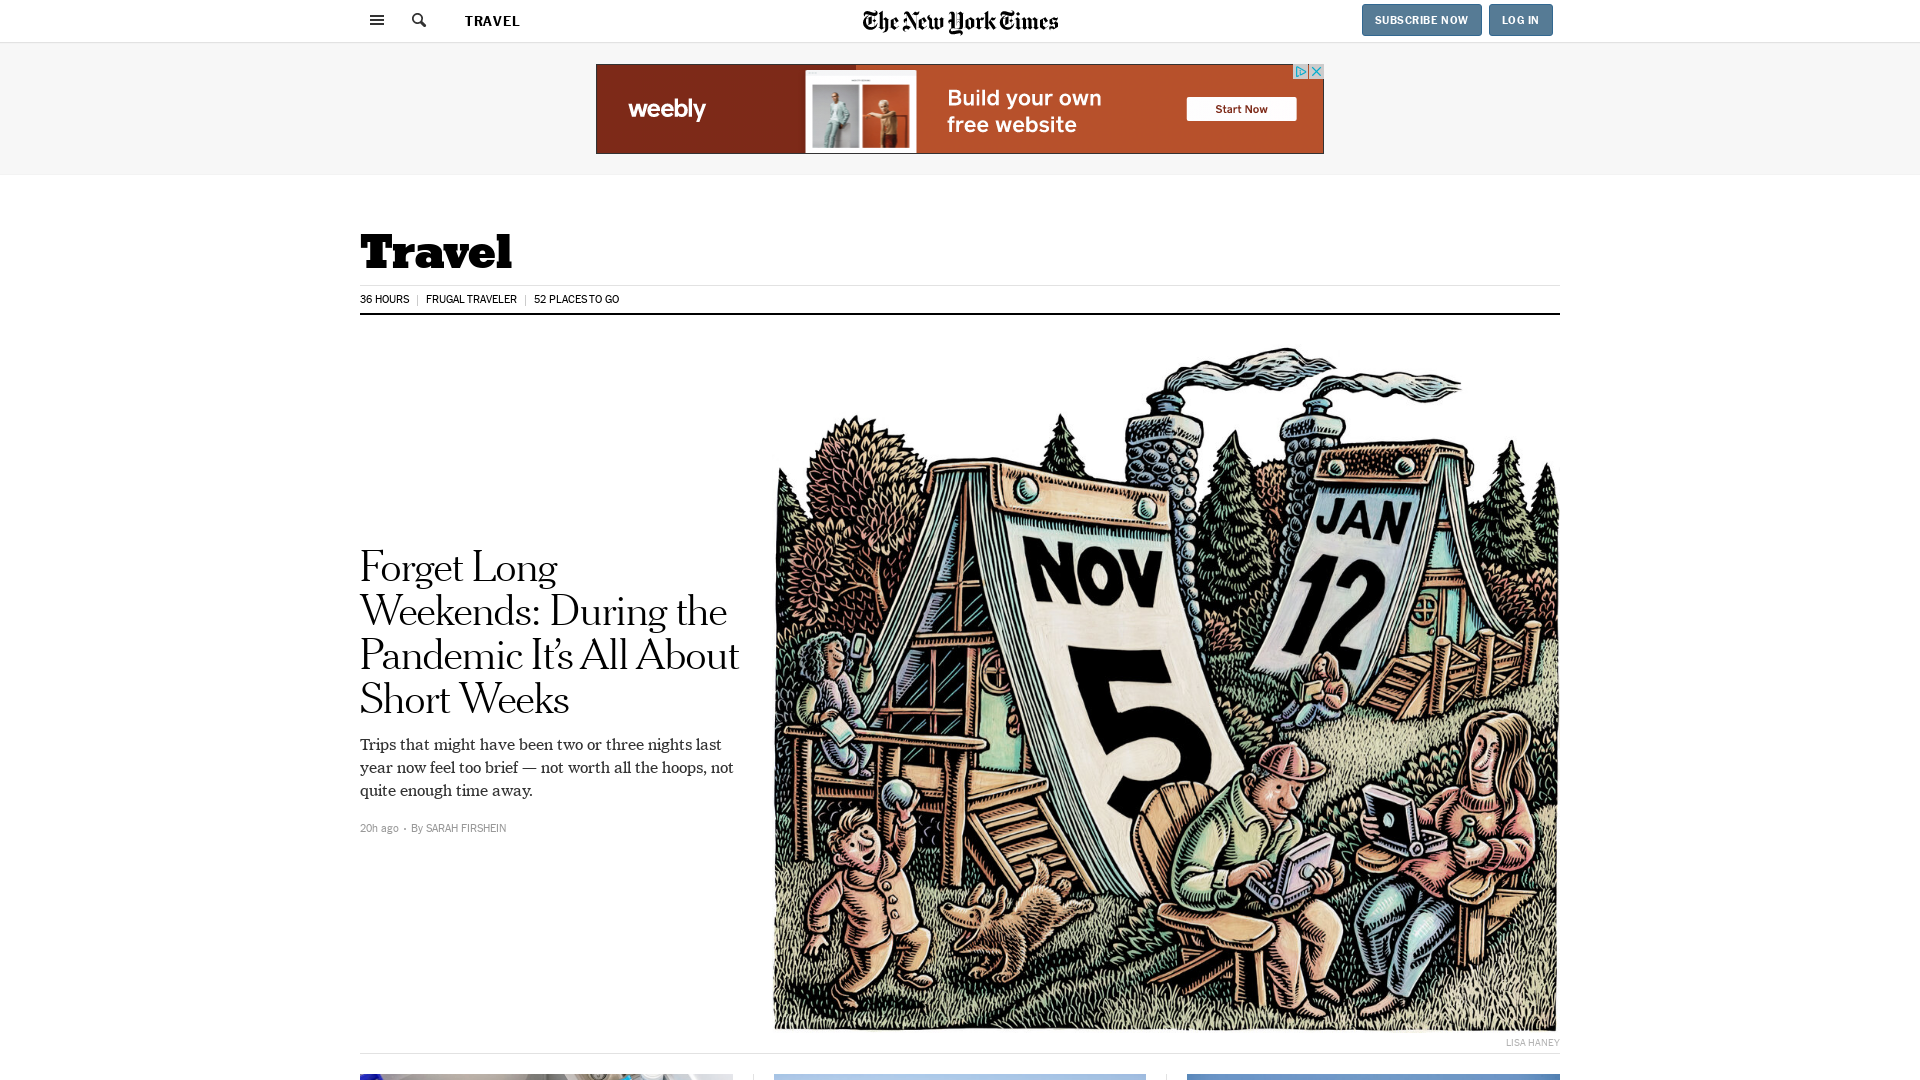 TRAVEL
The New York Times
SUBSCRIBE NOW
LOG IN
weebly
Build your own
free website
Start Now
Travel
36 HOURS
FRUGAL TRAVELER
52 PLACES TO GO
Forget Long
Weekends: During the
Pandemic It’s All About
Short Weeks
Trips that might have been two or three nights last
year now feel too brief — not worth all the hoops, not
quite enough time away.
20h ago · By SARAH FIRSHEIN
NOV
5
JAN
12
LISA HANEY